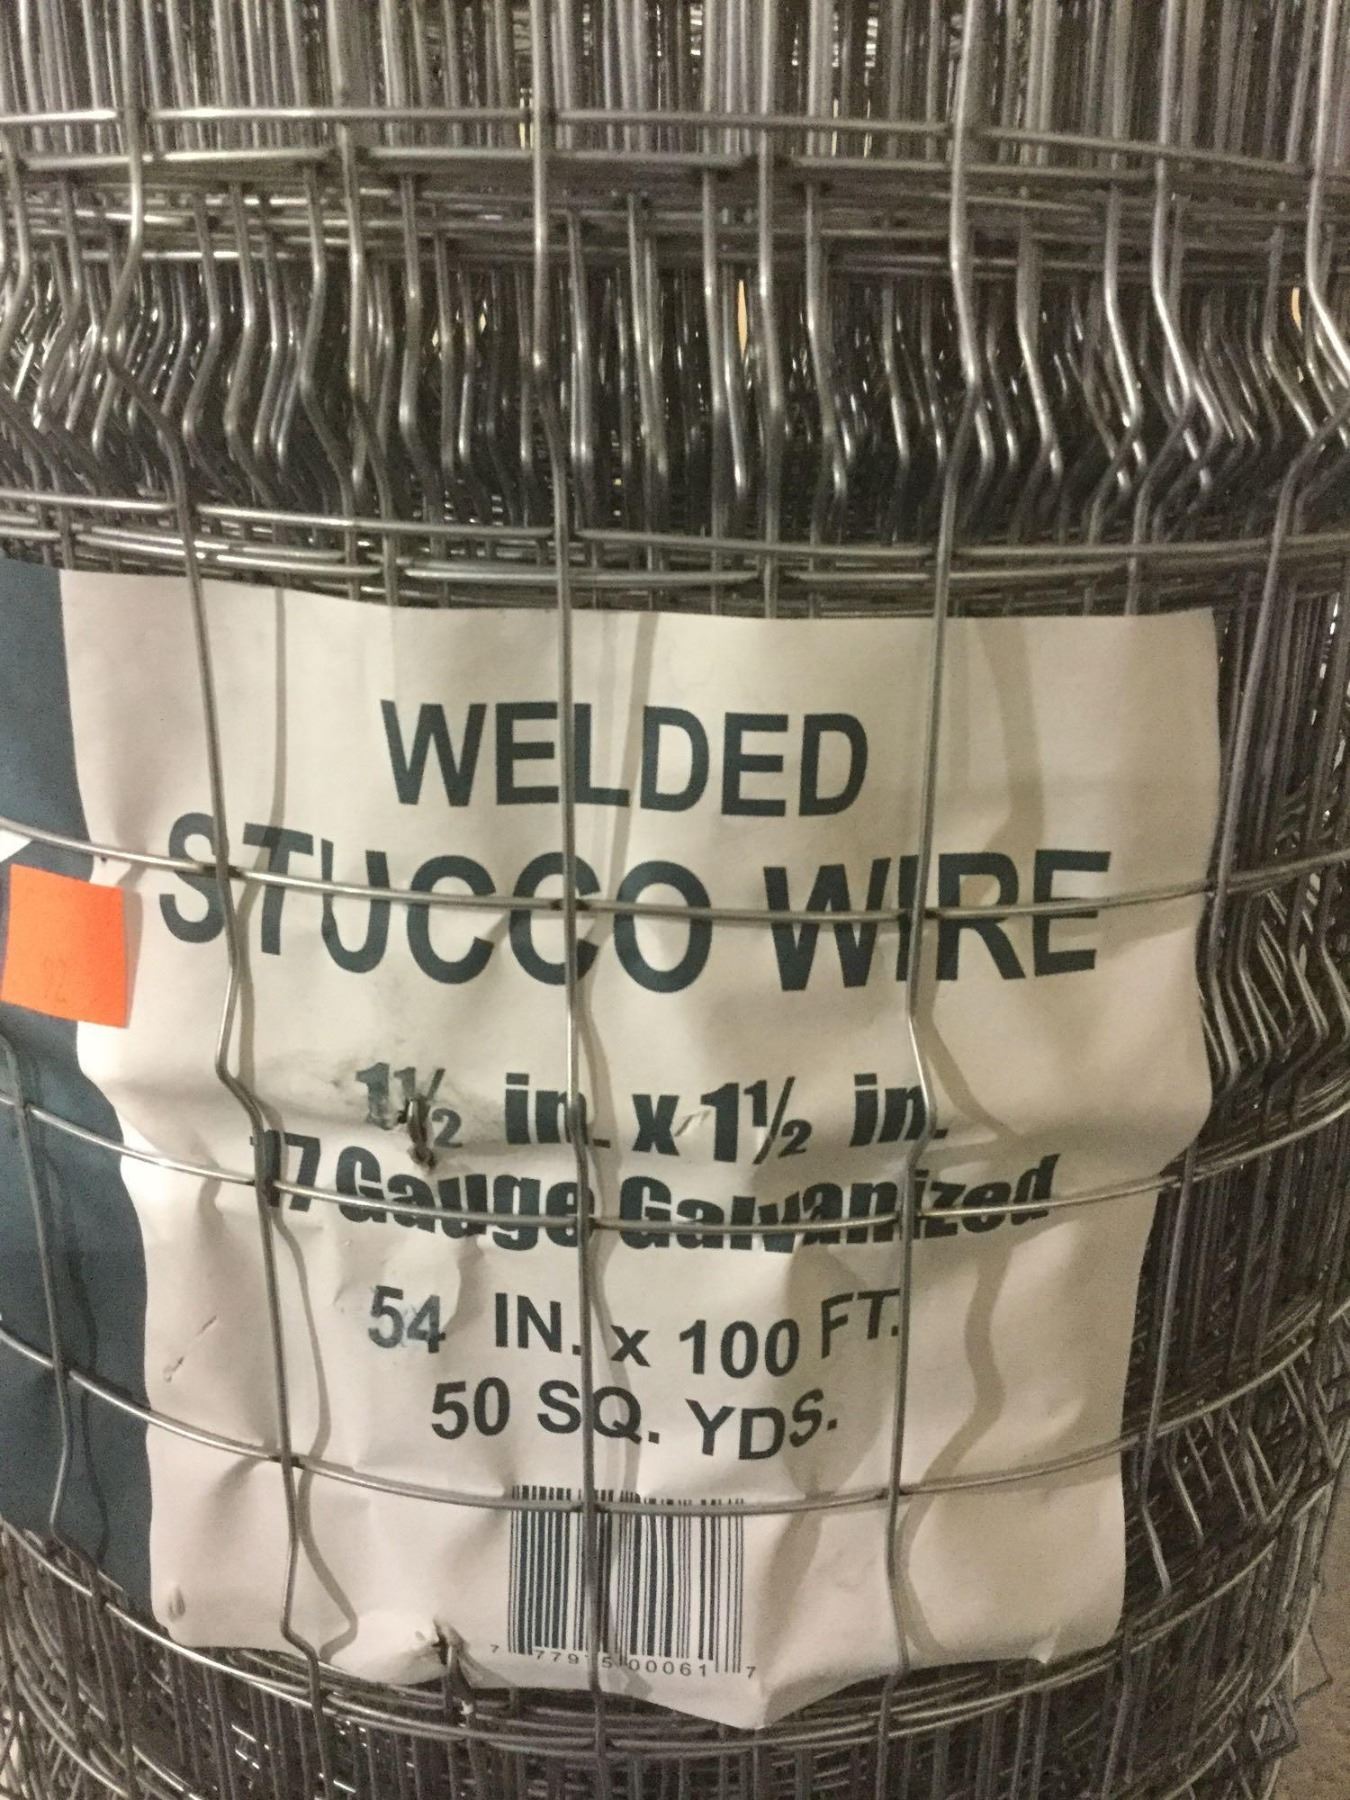 WELDED
STUCCO WIRE
1½ in. x 1½ in.
17 Gauge Galvanized
54 IN. x 100 FT.
50 SQ. YDS.
92